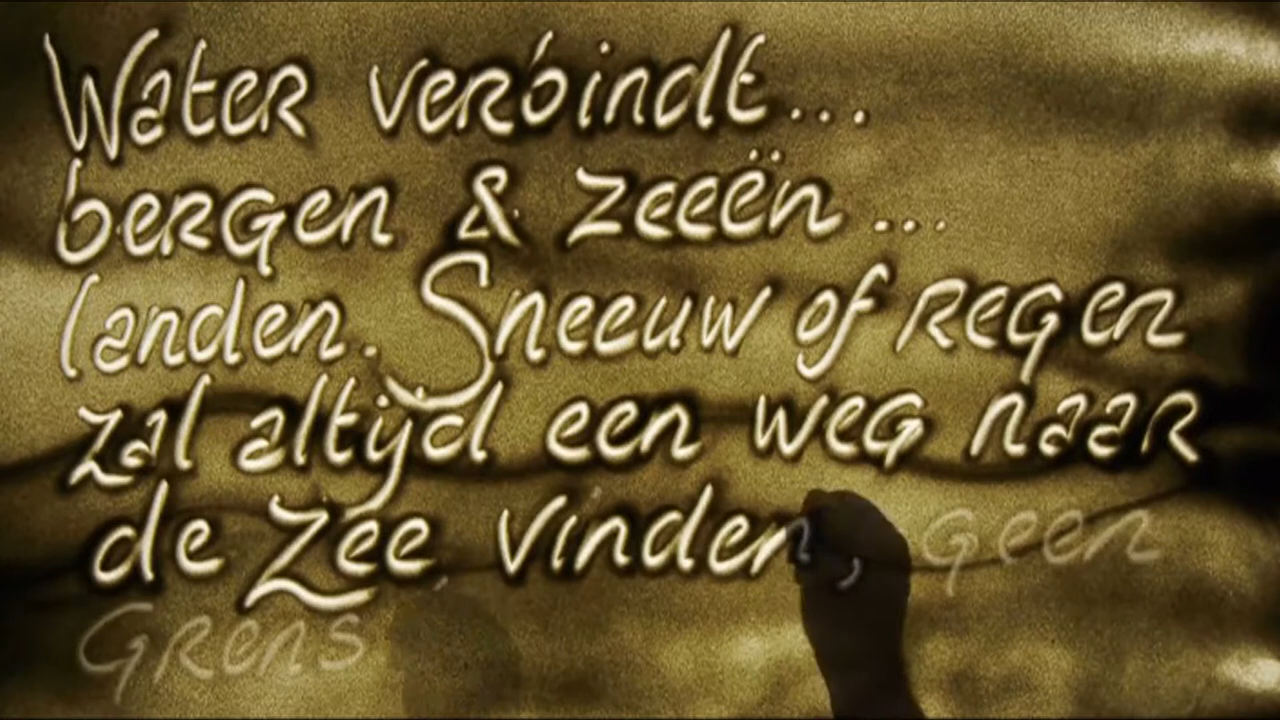 Water verbindt...
bergen & zeeën...
landen. Sneeuw of regen
zal altijd een weg naar
de Zee vinden, geen
Grens